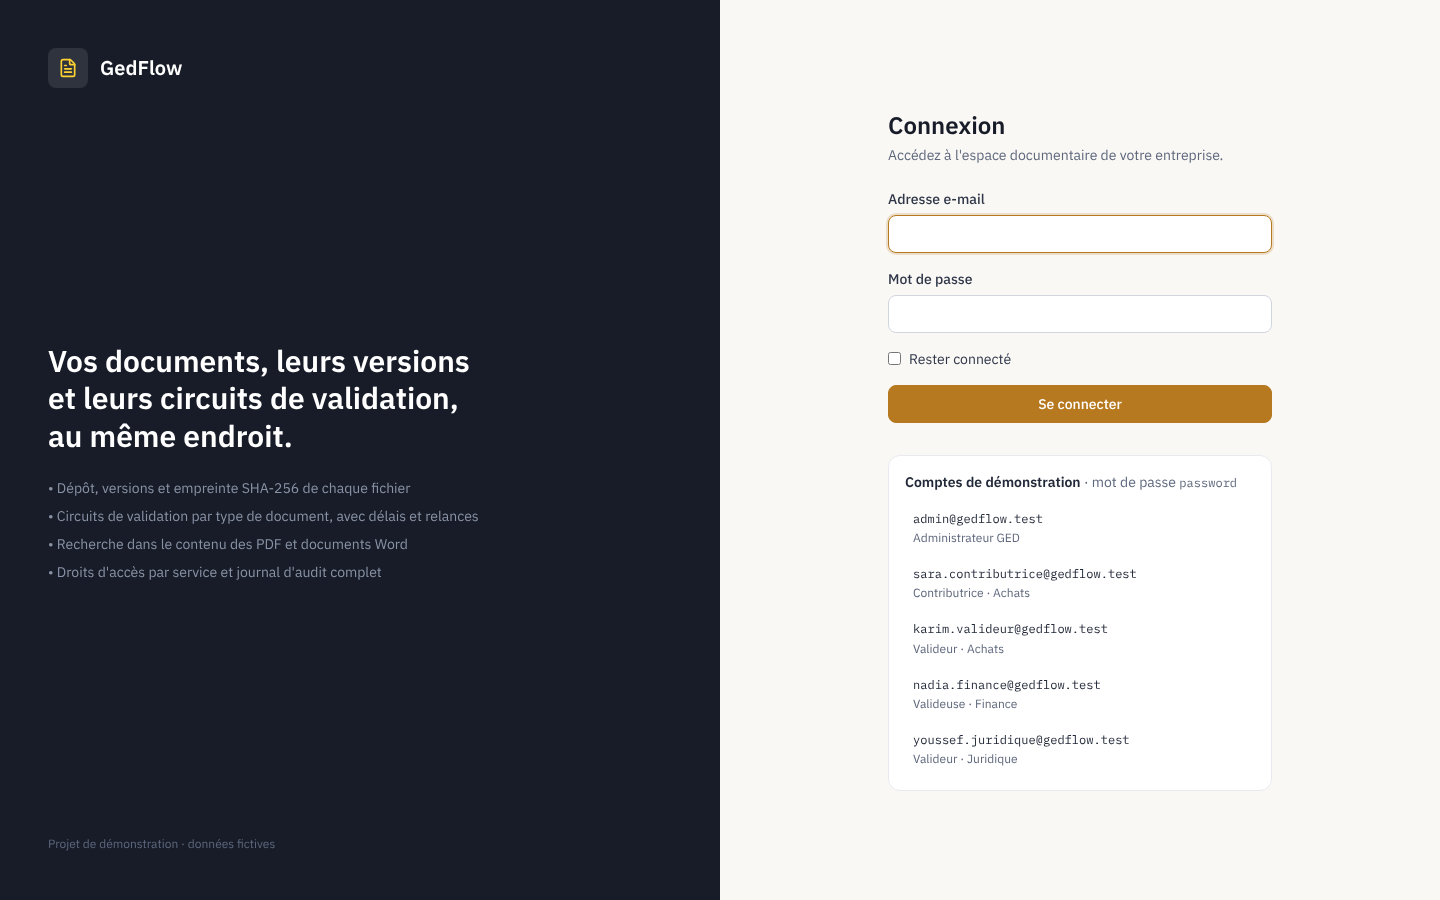 GedFlow
Vos documents, leurs versions
et leurs circuits de validation,
au même endroit.
• Dépôt, versions et empreinte SHA-256 de chaque fichier
• Circuits de validation par type de document, avec délais et relances
• Recherche dans le contenu des PDF et documents Word
• Droits d'accès par service et journal d'audit complet
Projet de démonstration · données fictives
Connexion
Accédez à l'espace documentaire de votre entreprise.
Adresse e-mail
Mot de passe
Rester connecté
Se connecter
Comptes de démonstration · mot de passe password
admin@gedflow.test
Administrateur GED
sara.contributrice@gedflow.test
Contributrice · Achats
karim.valideur@gedflow.test
Valideur · Achats
nadia.finance@gedflow.test
Valideuse · Finance
youssef.juridique@gedflow.test
Valideur · Juridique